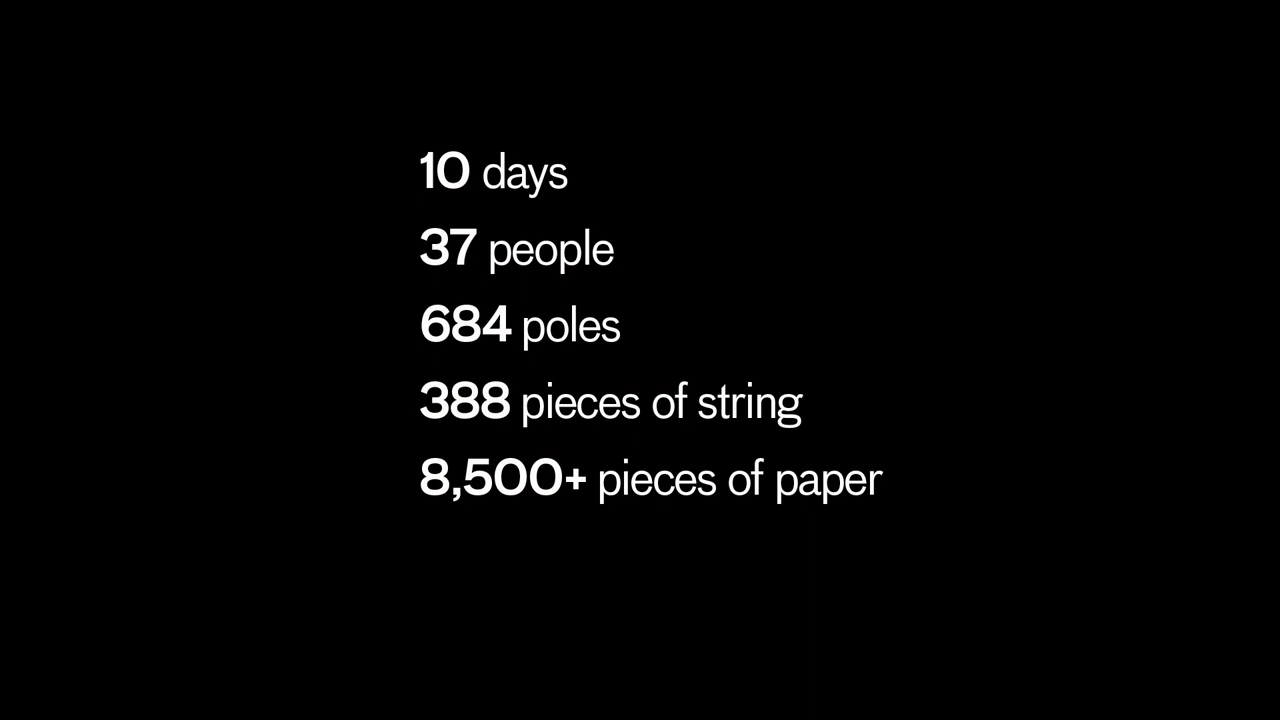 10 days
37 people
684 poles
388 pieces of string
8,500+ pieces of paper